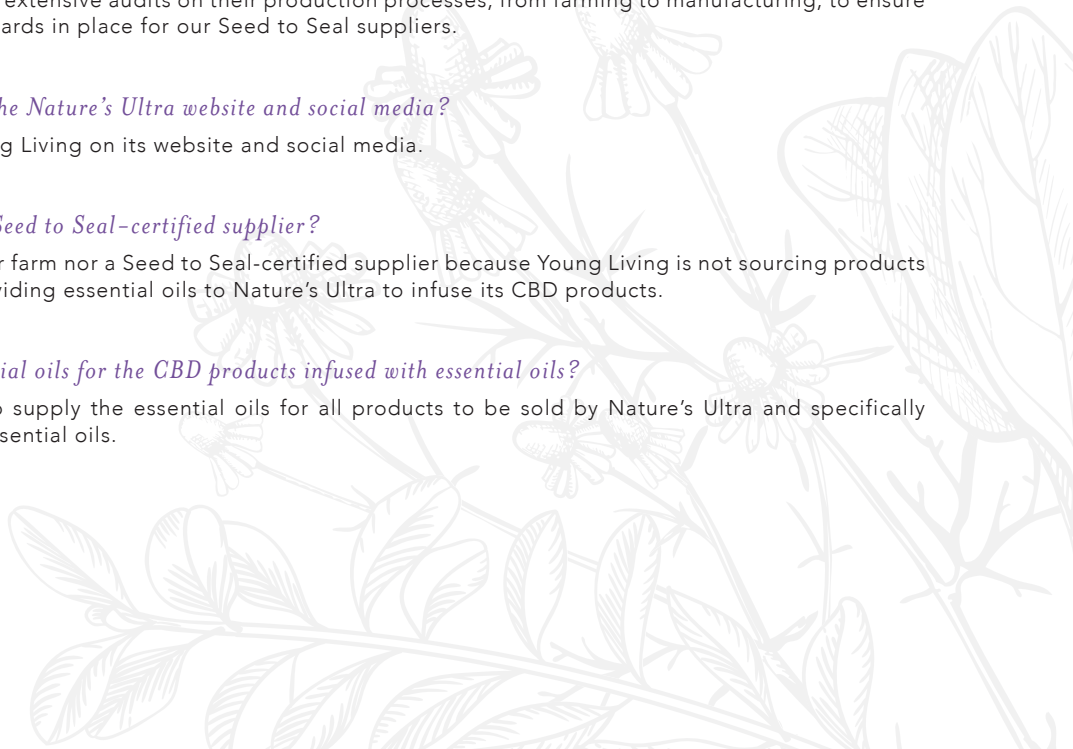 extensive audits on their production processes, from farming to manufacturing, to ensure
ards in place for our Seed to Seal suppliers.
he Nature's Ultra website and social media?
g Living on its website and social media.
Seed to Seal-certified supplier?
r farm nor a Seed to Seal-certified supplier because Young Living is not sourcing products
viding essential oils to Nature's Ultra to infuse its CBD products.
ial oils for the CBD products infused with essential oils?
o supply the essential oils for all products to be sold by Nature's Ultra and specifically
sential oils.